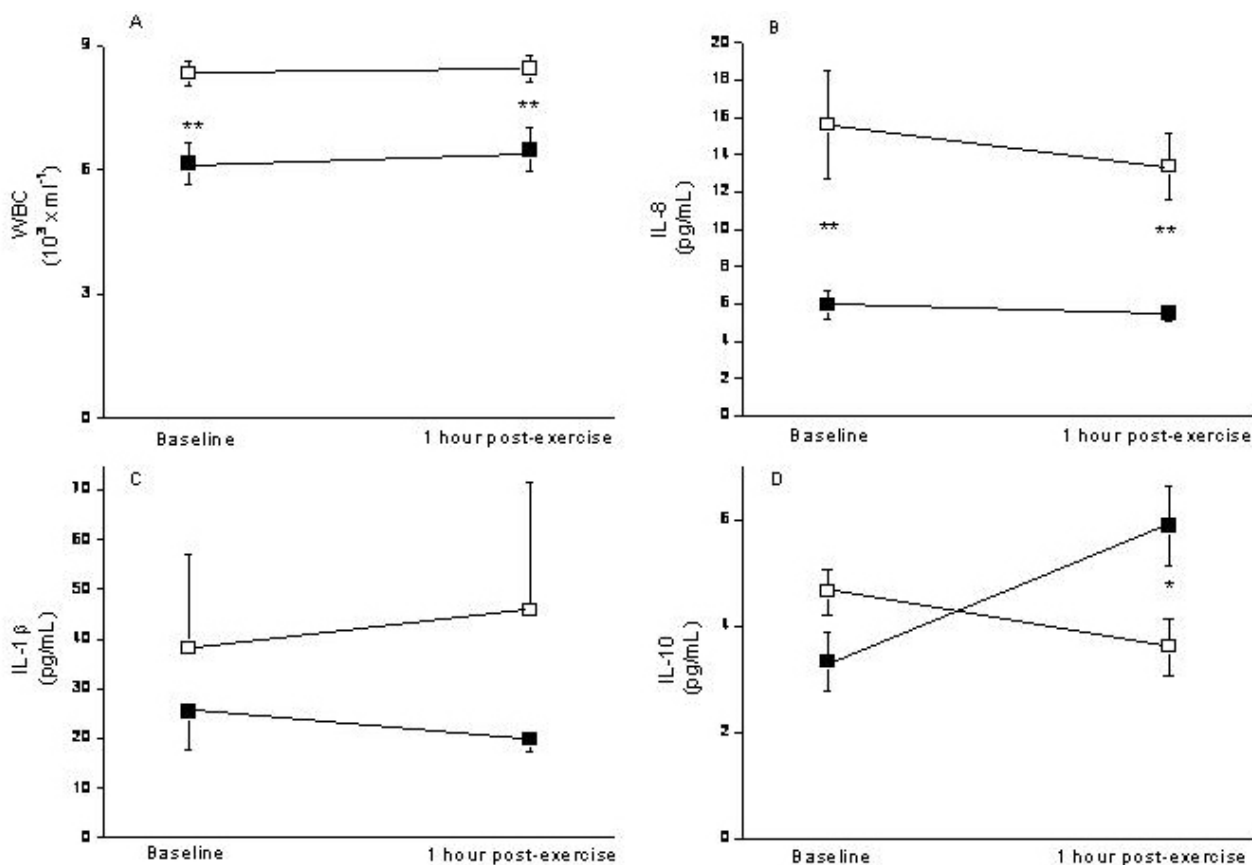 A
9
6
3
0
WBC
(10³ x ml⁻¹)
**
**
Baseline 1 hour post-exercise
B
20
18
16
14
12
10
8
6
4
2
0
IL-8
(pg/mL)
**
**
Baseline 1 hour post-exercise
C
70
60
50
40
30
20
10
0
IL-1 β
(pg/mL)
Baseline 1 hour post-exercise
D
6
4
2
0
IL-10
(pg/mL)
*
Baseline 1 hour post-exercise